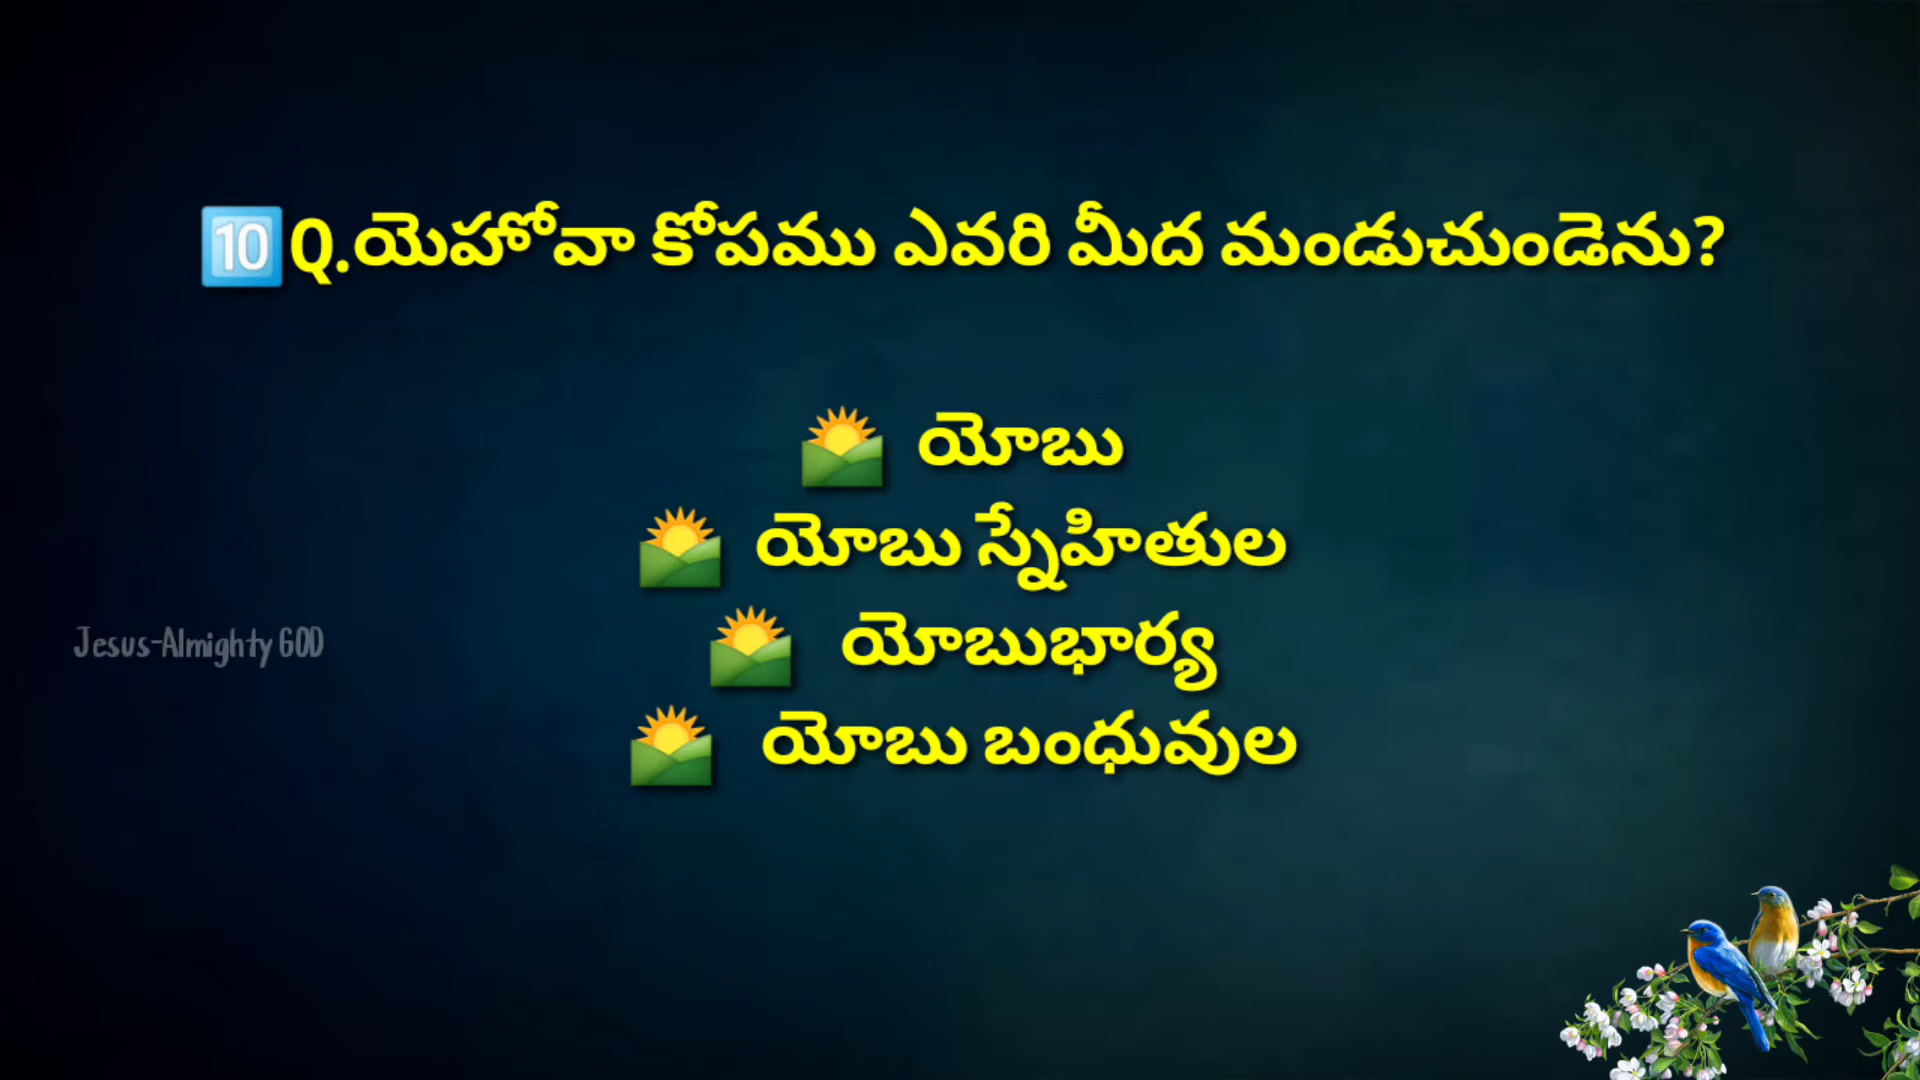 🔟Q.యెహోవా కోపము ఎవరి మీద మండుచుండెను?
యోబు
యోబు స్నేహితుల
యోబుభార్య
యోబు బంధువుల
Jesus-Almighty GOD